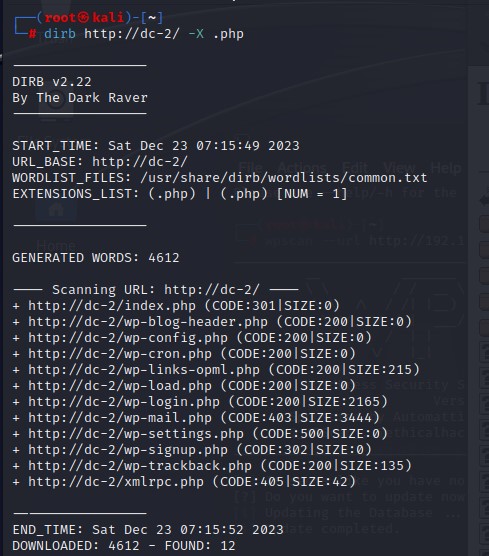 ┌──(root㉿kali)-[~]
└─# dirb http://dc-2/ -X .php
-----------------
DIRB v2.22
By The Dark Raver
-----------------
START_TIME: Sat Dec 23 07:15:49 2023
URL_BASE: http://dc-2/
WORDLIST_FILES: /usr/share/dirb/wordlists/common.txt
EXTENSIONS_LIST: (.php) | (.php) [NUM = 1]
-----------------
GENERATED WORDS: 4612
---- Scanning URL: http://dc-2/ ----
+ http://dc-2/index.php (CODE:301|SIZE:0)
+ http://dc-2/wp-blog-header.php (CODE:200|SIZE:0)
+ http://dc-2/wp-config.php (CODE:200|SIZE:0)
+ http://dc-2/wp-cron.php (CODE:200|SIZE:0)
+ http://dc-2/wp-links-opml.php (CODE:200|SIZE:215)
+ http://dc-2/wp-load.php (CODE:200|SIZE:0)
+ http://dc-2/wp-login.php (CODE:200|SIZE:2165)
+ http://dc-2/wp-mail.php (CODE:403|SIZE:3444)
+ http://dc-2/wp-settings.php (CODE:500|SIZE:0)
+ http://dc-2/wp-signup.php (CODE:302|SIZE:0)
+ http://dc-2/wp-trackback.php (CODE:200|SIZE:135)
+ http://dc-2/xmlrpc.php (CODE:405|SIZE:42)
-----------------
END_TIME: Sat Dec 23 07:15:52 2023
DOWNLOADED: 4612 - FOUND: 12
File Actions Edit View Help
Home